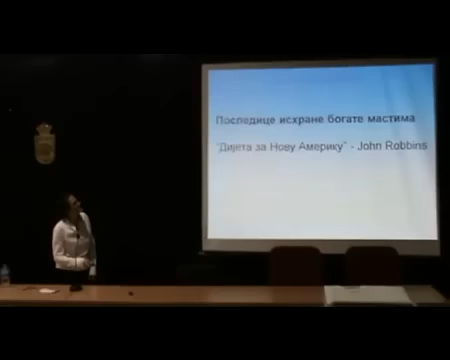 Последице исхране богате мастима
"Дијета за Нову Америку" - John Robbins